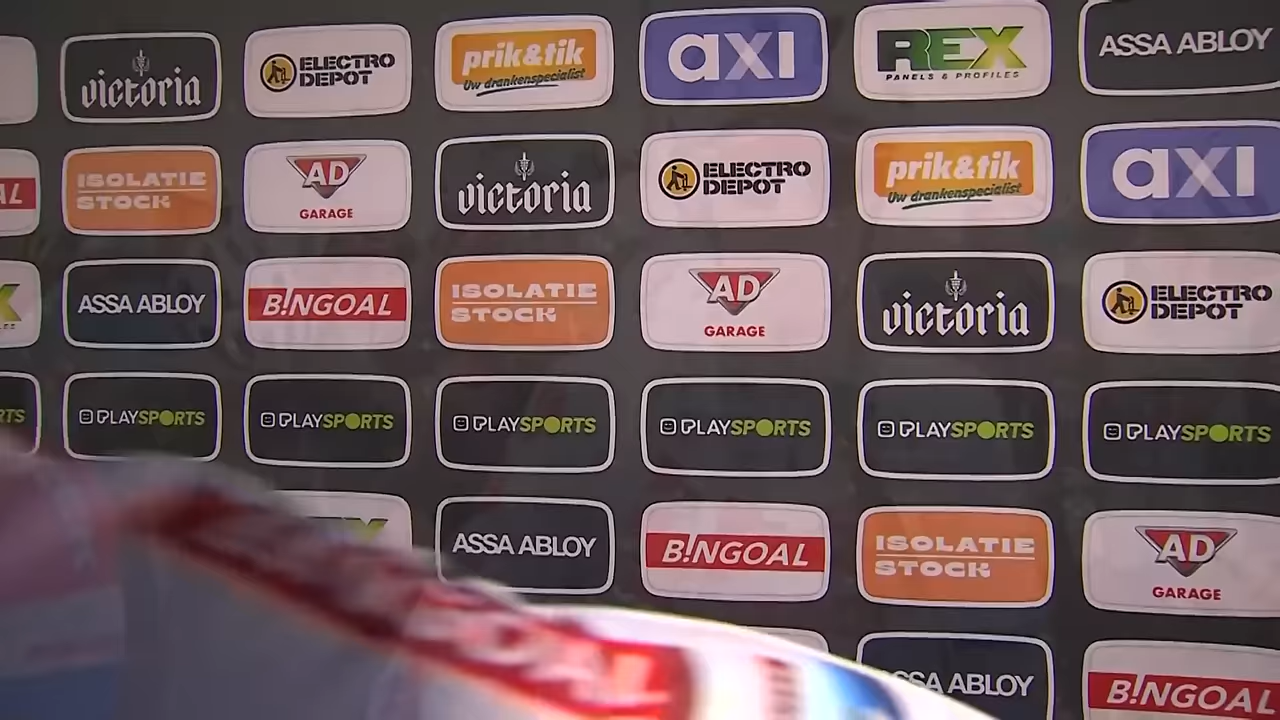 victoria
ELECTRO
DEPOT
prik&tik
Uw drankenspecialist
axi
REX
PANELS & PROFILES
ASSA ABLOY
AL
ISOLATIE
STOCK
AD
GARAGE
victoria
ELECTRO
DEPOT
prik&tik
Uw drankenspecialist
axi
X
ASSA ABLOY
B!NGOAL
ISOLATIE
STOCK
AD
GARAGE
victoria
ELECTRO
DEPOT
RTS
PLAYSPORTS
PLAYSPORTS
PLAYSPORTS
PLAYSPORTS
PLAYSPORTS
PLAYSPORTS
ASSA ABLOY
B!NGOAL
ISOLATIE
STOCK
AD
GARAGE
ASSA ABLOY
B!NGOAL